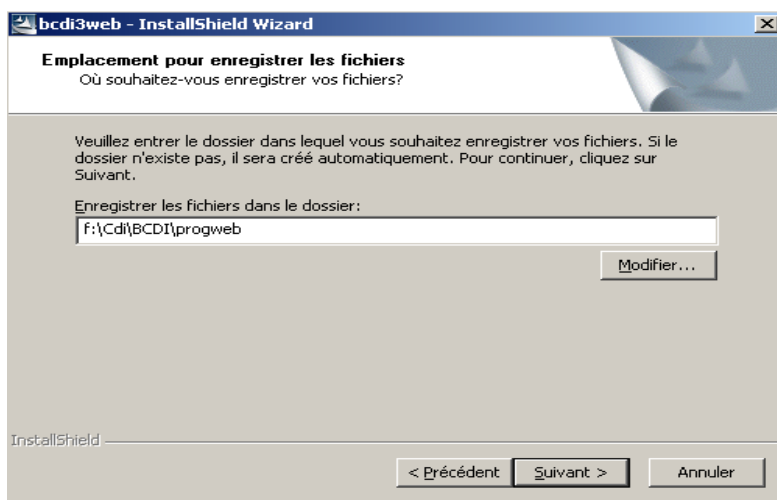 bcdi3web - InstallShield Wizard
Emplacement pour enregistrer les fichiers
Où souhaitez-vous enregistrer vos fichiers?
Veuillez entrer le dossier dans lequel vous souhaitez enregistrer vos fichiers. Si le
dossier n'existe pas, il sera créé automatiquement. Pour continuer, cliquez sur
Suivant.
Enregistrer les fichiers dans le dossier:
f:\Cdi\BCDI\progweb
Modifier...
InstallShield
< Précédent Suivant > Annuler